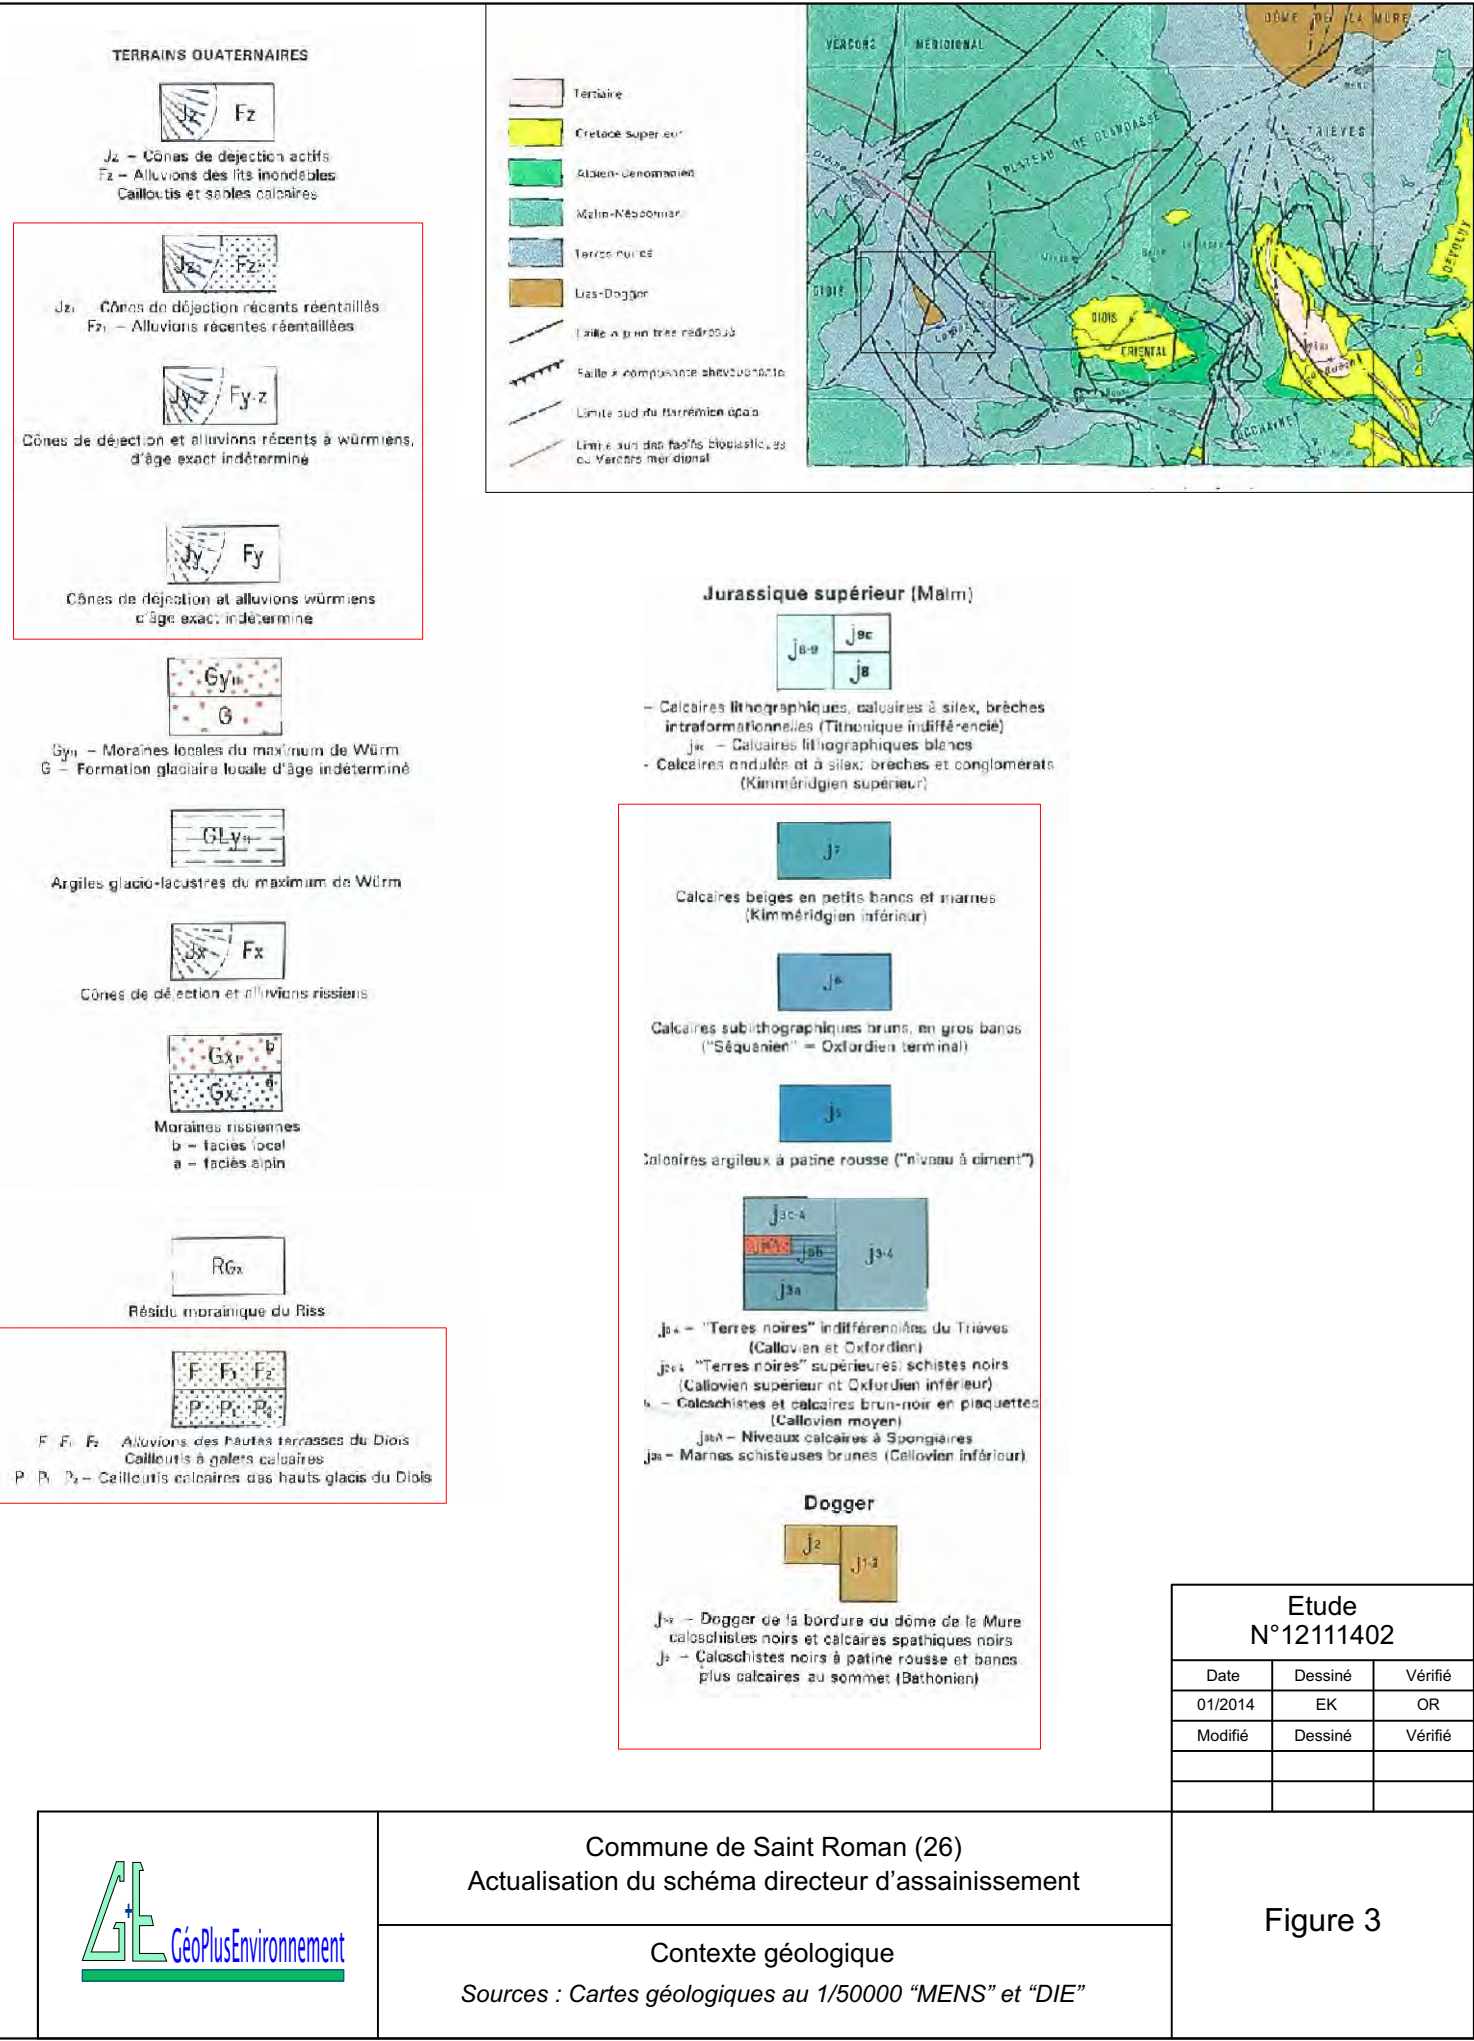 TERRAINS QUATERNAIRES
Jz Fz
Jz – Cônes de déjection actifs
Fz – Alluvions des lits inondables
Cailloutis et sables calcaires
Jz1 Fz1
Jz1 – Cônes de déjection récents réentaillés
Fz1 – Alluvions récentes réentaillées
Jy-z Fy-z
Cônes de déjection et alluvions récents à würmiens,
d'âge exact indéterminé
Jy Fy
Cônes de déjection et alluvions würmiens
d'âge exact indéterminé
GyII
G
GyII – Moraines locales du maximum de Würm
G – Formation glaciaire locale d'âge indéterminé
GLyII
Argiles glacio-lacustres du maximum de Würm
Jx Fx
Cônes de déjection et alluvions rissiens
Gx b
Gx a
Moraines rissiennes
b – faciès local
a – faciès alpin
RGx
Résidu morainique du Riss
F F1 F2
P P1 P2
F F1 F2 Alluvions des hautes terrasses du Diois
Cailloutis à galets calcaires
P P1 P2 – Cailloutis calcaires des hauts glacis du Diois
Tertiaire
Crétacé supérieur
Albien-Cénomanien
Malm-Néocomien
Terres noires
Lias-Dogger
Faille à plan très redressé
Faille à composante chevauchante
Limite sud du Barrémien épais
Limite sud des faciès bioclastiques
du Vercors méridional
VERCORS MÉRIDIONAL
DÔME DE LA MURE
PLATEAU DE GLANDASSE
TRIÈVES
DÉVOLUY
DIOIS
DIOIS
ORIENTAL
Jurassique supérieur (Malm)
j8-9 j9c
j8
– Calcaires lithographiques, calcaires à silex, brèches
intraformationnelles (Tithonique indifférencié)
j9c – Calcaires lithographiques blancs
- Calcaires ondulés et à silex; brèches et conglomérats
(Kimméridgien supérieur)
j7
Calcaires beiges en petits bancs et marnes
(Kimméridgien inférieur)
j6
Calcaires sublithographiques bruns, en gros bancs
("Séquanien" = Oxfordien terminal)
j5
Calcaires argileux à patine rousse ("niveau à ciment")
j3c-4
j3b j3-4
j3a
j3-4 – "Terres noires" indifférenciées du Trièves
(Callovien et Oxfordien)
j3c-4 "Terres noires" supérieures: schistes noirs
(Callovien supérieur et Oxfordien inférieur)
b – Calcschistes et calcaires brun-noir en plaquettes
(Callovien moyen)
j3bA – Niveaux calcaires à Spongiaires
j3a – Marnes schisteuses brunes (Callovien inférieur)
Dogger
j2 j1-2
j1-2 – Dogger de la bordure du dôme de la Mure
calcschistes noirs et calcaires spathiques noirs
j2 – Calcschistes noirs à patine rousse et bancs
plus calcaires au sommet (Bathonien)
Etude
N°12111402
Date Dessiné Vérifié
01/2014 EK OR
Modifié Dessiné Vérifié
G+E GéoPlusEnvironnement
Commune de Saint Roman (26)
Actualisation du schéma directeur d'assainissement
Contexte géologique
Sources : Cartes géologiques au 1/50000 “MENS” et “DIE”
Figure 3